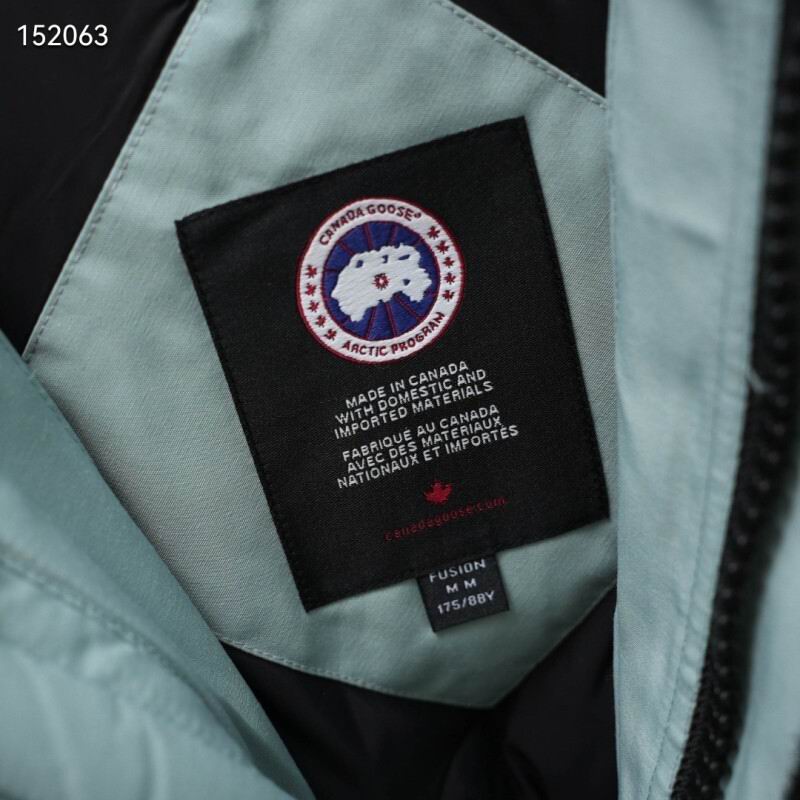 152063
CANADA GOOSE®
ARCTIC PROGRAM
MADE IN CANADA
WITH DOMESTIC AND
IMPORTED MATERIALS
FABRIQUÉ AU CANADA
AVEC DES MATERIAUX
NATIONAUX ET IMPORTÉS
canadagoose.com
FUSION
M M
175/88Y